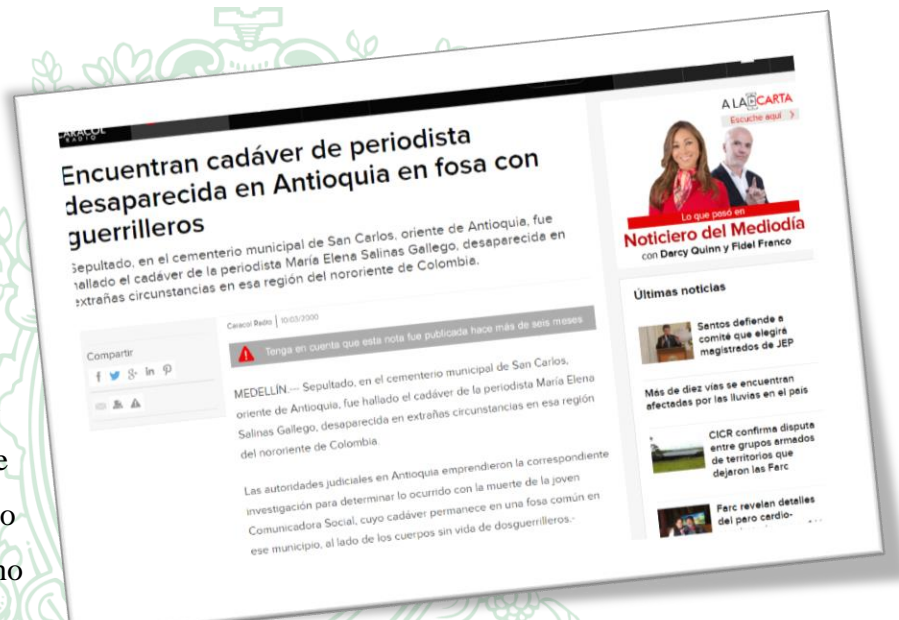 CARACOL
RADIO
Encuentran cadáver de periodista
desaparecida en Antioquia en fosa con
guerrilleros
Sepultado, en el cementerio municipal de San Carlos, oriente de Antioquia, fue
hallado el cadáver de la periodista María Elena Salinas Gallego, desaparecida en
extrañas circunstancias en esa región del nororiente de Colombia.
Compartir
Caracol Radio | 10/03/2000
Tenga en cuenta que esta nota fue publicada hace más de seis meses
MEDELLÍN.--- Sepultado, en el cementerio municipal de San Carlos,
oriente de Antioquia, fue hallado el cadáver de la periodista María Elena
Salinas Gallego, desaparecida en extrañas circunstancias en esa región
del nororiente de Colombia.
Las autoridades judiciales en Antioquia emprendieron la correspondiente
investigación para determinar lo ocurrido con la muerte de la joven
Comunicadora Social, cuyo cadáver permanece en una fosa común en
ese municipio, al lado de los cuerpos sin vida de dosguerrilleros.-
A LA CARTA
Escuche aquí >
Lo que pasó en
Noticiero del Mediodía
con Darcy Quinn y Fidel Franco
Últimas noticias
Santos defiende a
comité que elegirá
magistrados de JEP
Más de diez vías se encuentran
afectadas por las lluvias en el país
CICR confirma disputa
entre grupos armados
de territorios que
dejaron las Farc
Farc revelan detalles
del paro cardio-
e
o
no